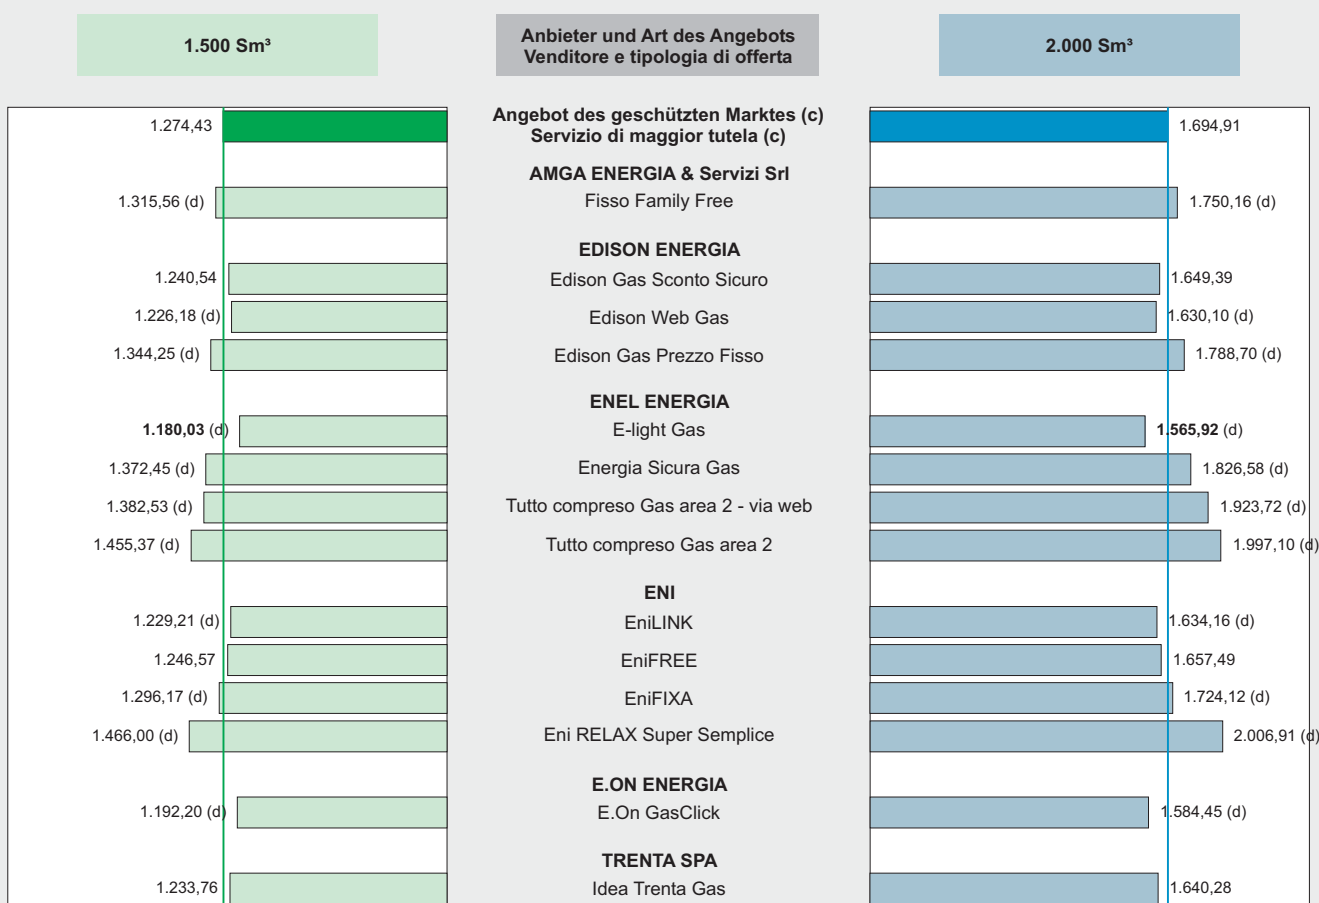 1.500 Sm³
Anbieter und Art des Angebots
Venditore e tipologia di offerta
2.000 Sm³
Angebot des geschützten Marktes (c)
1.274,43
Servizio di maggior tutela (c)
1.694,91
AMGA ENERGIA & Servizi Srl
1.315,56 (d)
Fisso Family Free
1.750,16 (d)
EDISON ENERGIA
1.240,54
Edison Gas Sconto Sicuro
1.649,39
1.226,18 (d)
Edison Web Gas
1.630,10 (d)
1.344,25 (d)
Edison Gas Prezzo Fisso
1.788,70 (d)
ENEL ENERGIA
1.180,03 (d)
E-light Gas
1.565,92 (d)
1.372,45 (d)
Energia Sicura Gas
1.826,58 (d)
1.382,53 (d)
Tutto compreso Gas area 2 - via web
1.923,72 (d)
1.455,37 (d)
Tutto compreso Gas area 2
1.997,10 (d)
ENI
1.229,21 (d)
EniLINK
1.634,16 (d)
1.246,57
EniFREE
1.657,49
1.296,17 (d)
EniFIXA
1.724,12 (d)
1.466,00 (d)
Eni RELAX Super Semplice
2.006,91 (d)
E.ON ENERGIA
1.192,20 (d)
E.On GasClick
1.584,45 (d)
TRENTA SPA
1.233,76
Idea Trenta Gas
1.640,28